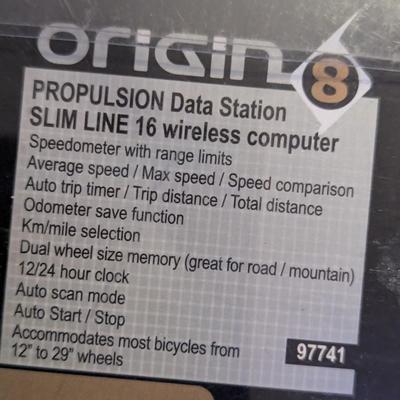 ORIGIN 8
PROPULSION Data Station
SLIM LINE 16 wireless computer
Speedometer with range limits
Average speed / Max speed / Speed comparison
Auto trip timer / Trip distance / Total distance
Odometer save function
Km/mile selection
Dual wheel size memory (great for road / mountain)
12/24 hour clock
Auto scan mode
Auto Start / Stop
Accommodates most bicycles from
12" to 29" wheels
97741